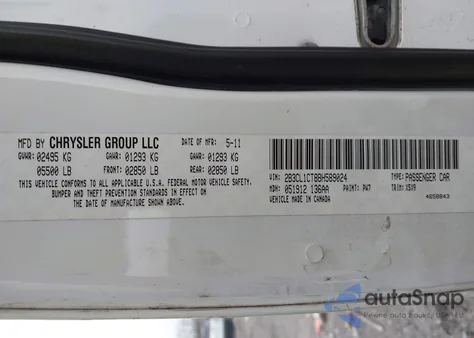 MFD BY CHRYSLER GROUP LLC
DATE OF MFR: 5-11
GVWR: 02495 KG GAWR: 01293 KG GAWR: 01293 KG
05500 LB FRONT: 02850 LB REAR: 02850 LB
THIS VEHICLE CONFORMS TO ALL APPLICABLE U.S.A. FEDERAL MOTOR VEHICLE SAFETY,
BUMPER AND THEFT PREVENTION STANDARDS IN EFFECT ON
THE DATE OF MANUFACTURE SHOWN ABOVE.
VIN: 2B3CL1CT8BH589024 TYPE: PASSENGER CAR
MDH: 051912 136AA PAINT: PW7 TRIM: X5X9
VEHICLE MADE IN CANADA 4658843
autoSnap